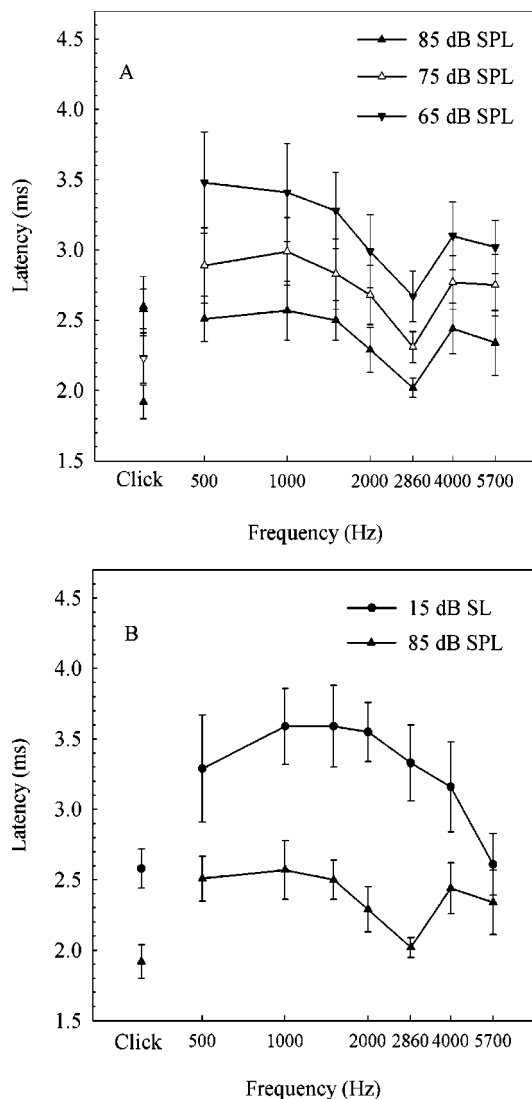 4.5
4.0
3.5
3.0
2.5
2.0
1.5
Latency (ms)
A
85 dB SPL
75 dB SPL
65 dB SPL
Click 500 1000 2000 2860 4000 5700
Frequency (Hz)
4.5
4.0
3.5
3.0
2.5
2.0
1.5
Latency (ms)
B
15 dB SL
85 dB SPL
Click 500 1000 2000 2860 4000 5700
Frequency (Hz)